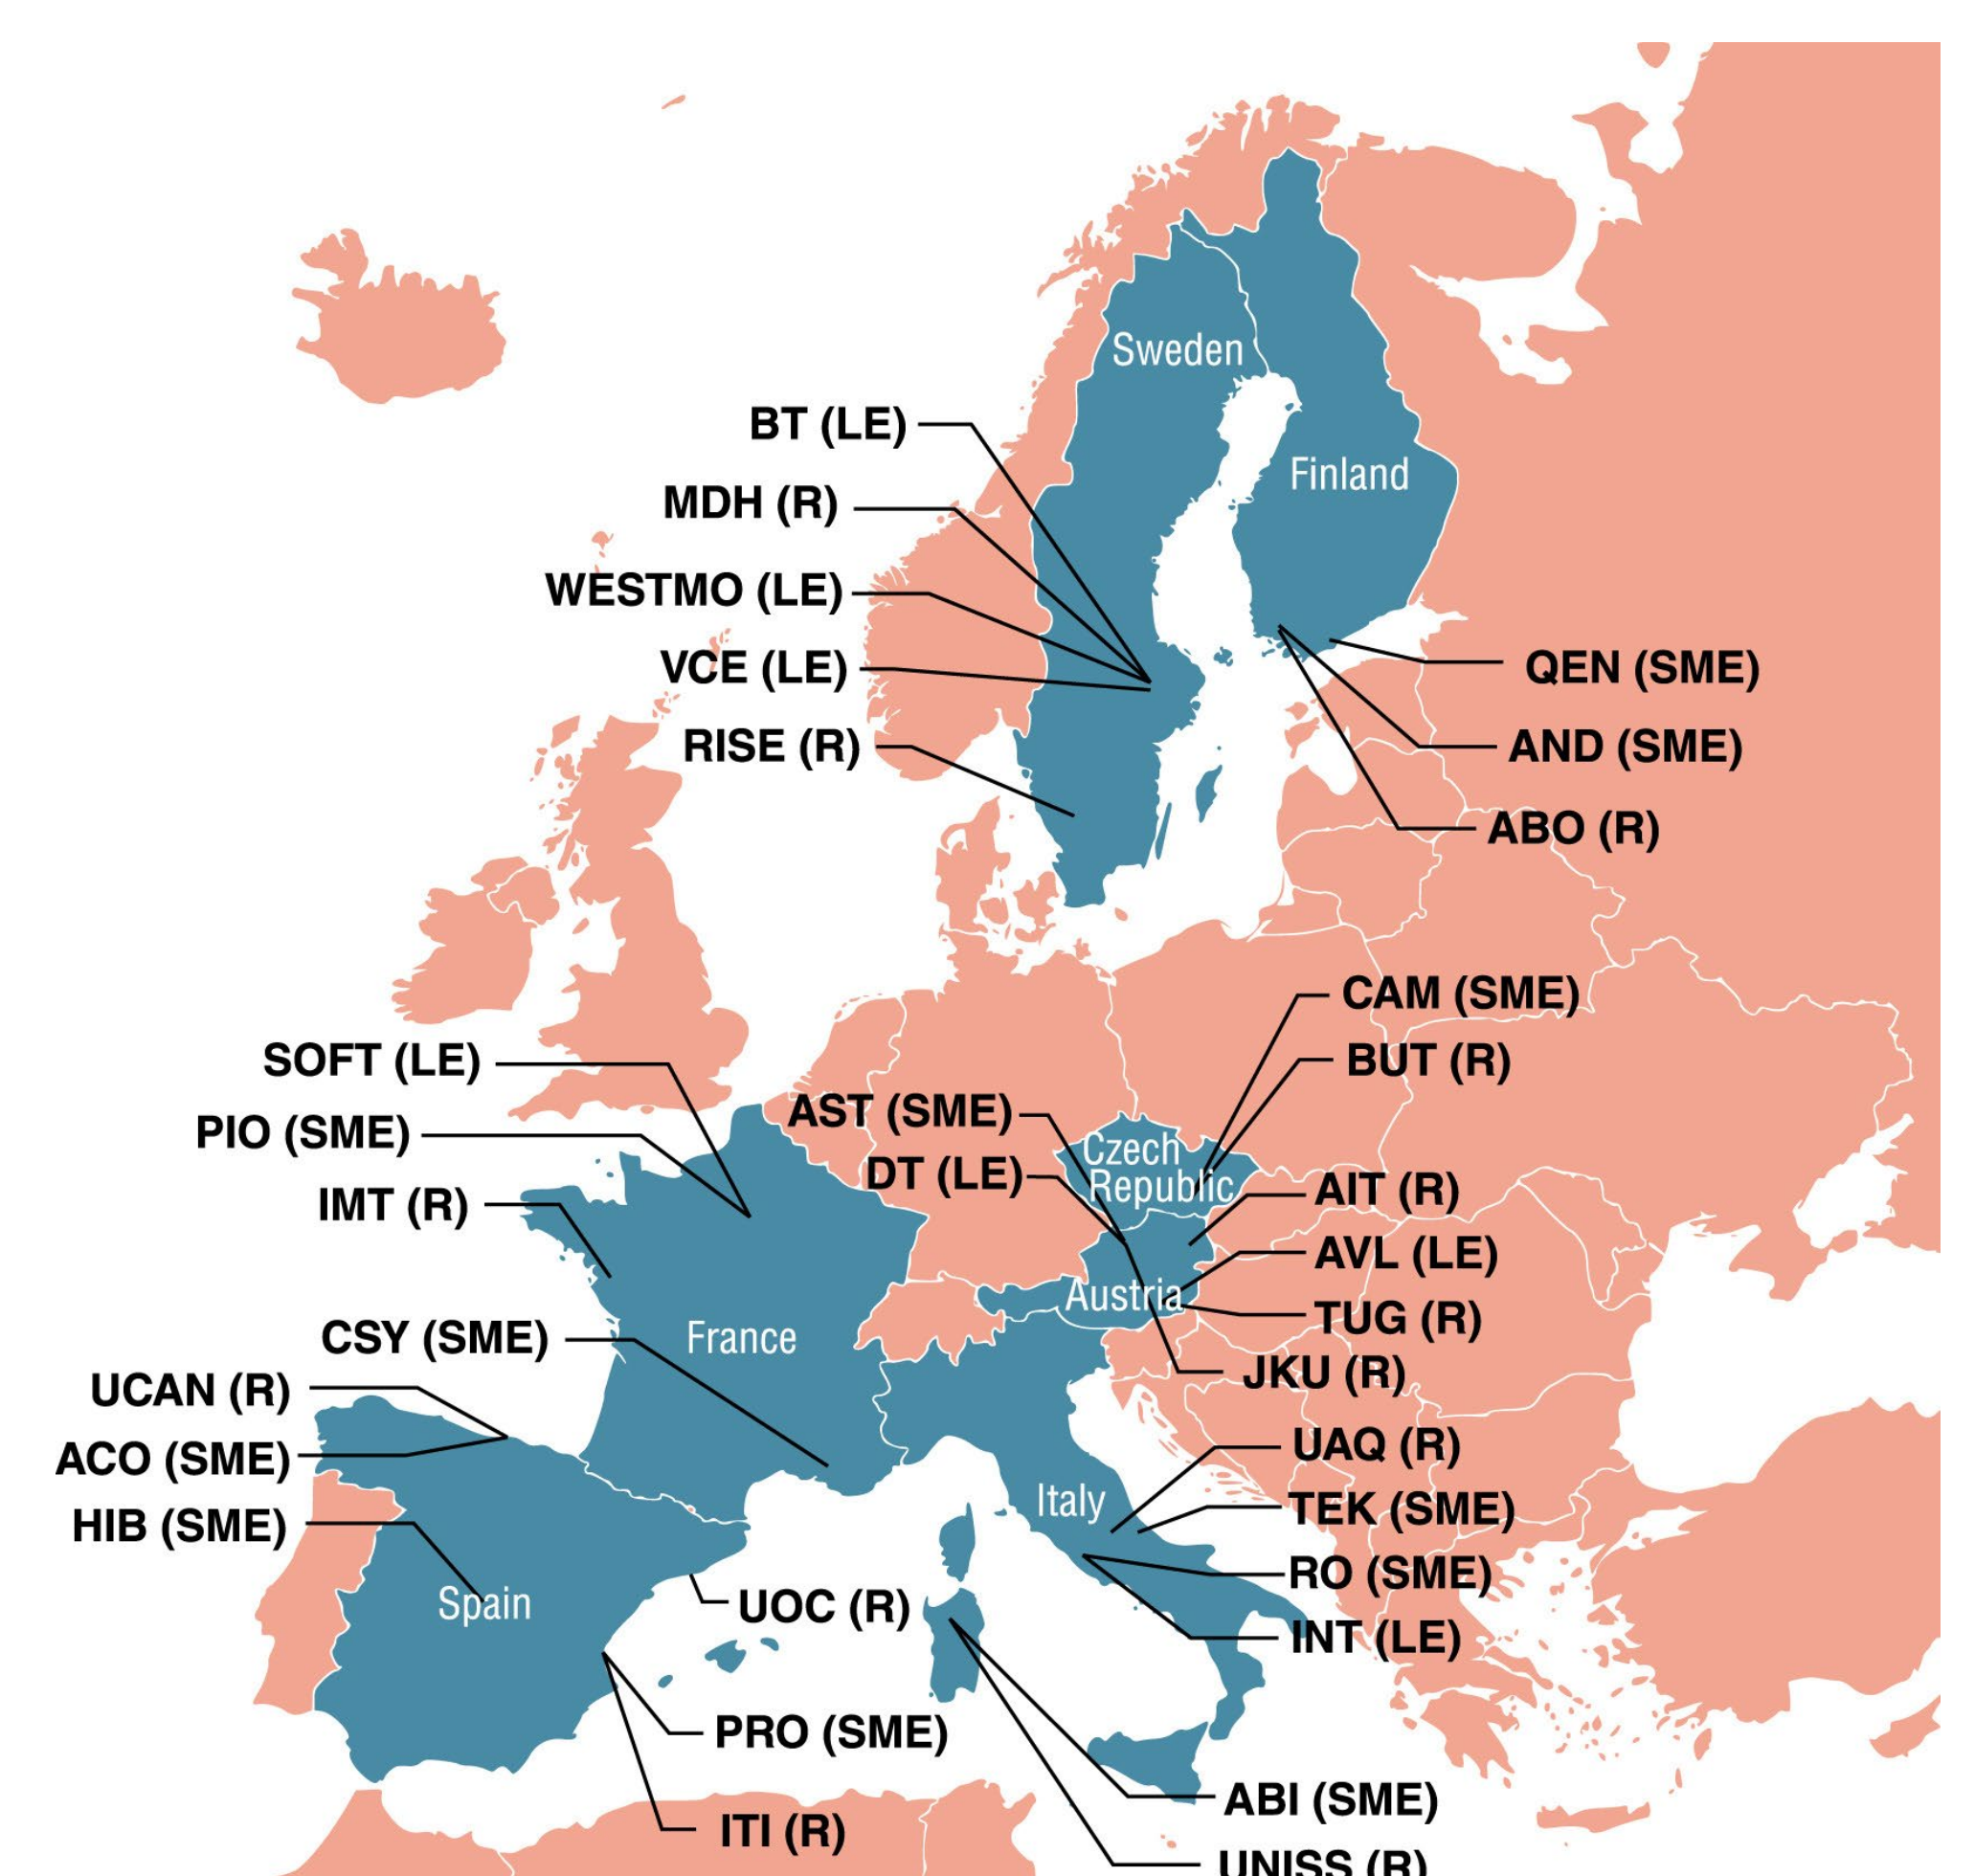 Sweden
BT (LE)
Finland
MDH (R)
WESTMO (LE)
VCE (LE)
QEN (SME)
RISE (R)
AND (SME)
ABO (R)
CAM (SME)
SOFT (LE)
BUT (R)
AST (SME)
PIO (SME)
Czech
Republic
DT (LE)
AIT (R)
IMT (R)
AVL (LE)
Austria
TUG (R)
CSY (SME)
France
JKU (R)
UCAN (R)
UAQ (R)
ACO (SME)
Italy
TEK (SME)
HIB (SME)
RO (SME)
Spain
UOC (R)
INT (LE)
PRO (SME)
ABI (SME)
ITI (R)
UNISS (R)